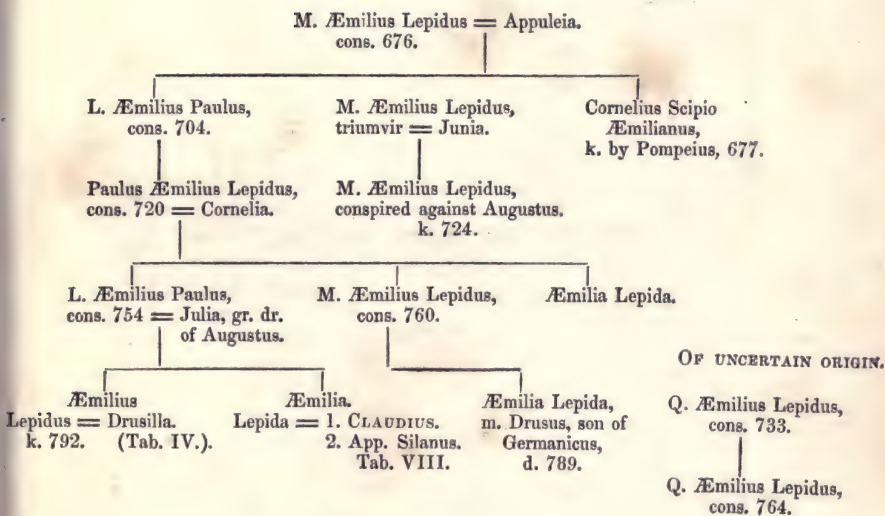 M. Æmilius Lepidus = Appuleia.
cons. 676.
L. Æmilius Paulus,
cons. 704.
M. Æmilius Lepidus,
triumvir = Junia.
Cornelius Scipio
Æmilianus,
k. by Pompeius, 677.
Paulus Æmilius Lepidus,
cons. 720 = Cornelia.
M. Æmilius Lepidus,
conspired against Augustus.
k. 724.
L. Æmilius Paulus,
cons. 754 = Julia, gr. dr.
of Augustus.
M. Æmilius Lepidus,
cons. 760.
Æmilia Lepida.
Æmilius
Lepidus = Drusilla.
k. 792. (Tab. IV.).
Æmilia.
Lepida = 1. CLAUDIUS.
2. App. Silanus.
Tab. VIII.
Æmilia Lepida,
m. Drusus, son of
Germanicus,
d. 789.
OF UNCERTAIN ORIGIN.
Q. Æmilius Lepidus,
cons. 733.
Q. Æmilius Lepidus,
cons. 764.